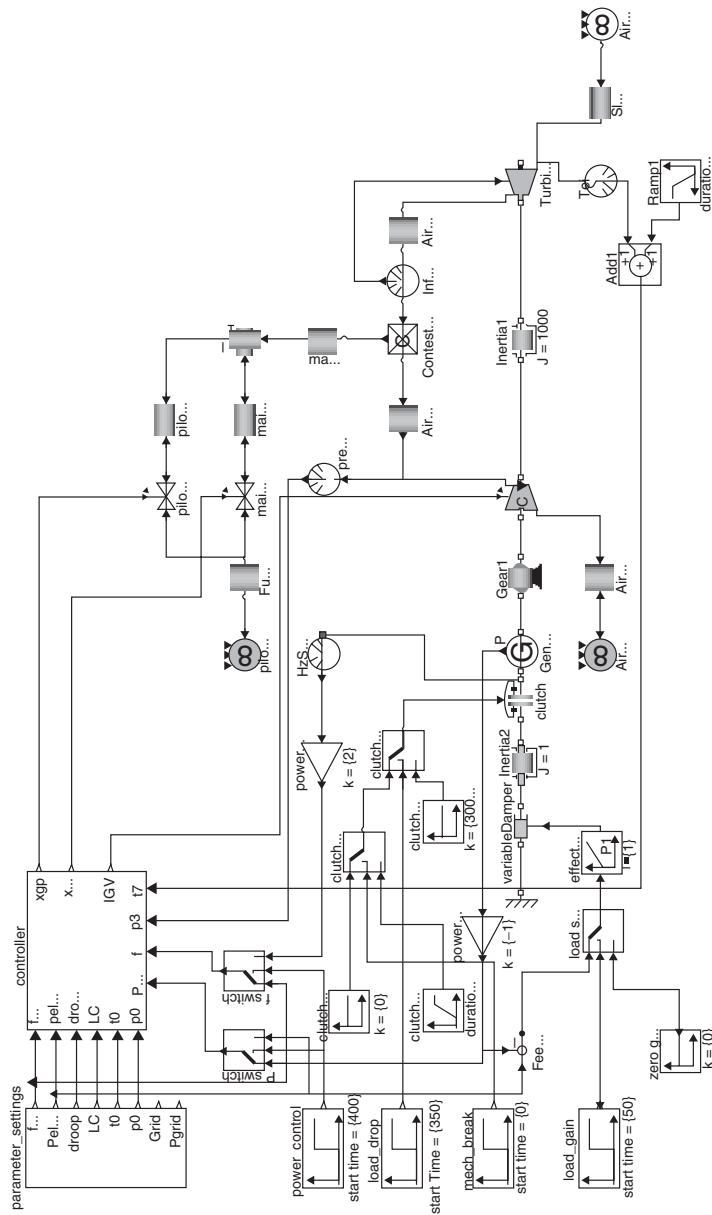 parameter_settings
f...
Pel...
droop
LC
t0
p0
Grid
Pgrid
controller
f...
pel...
dro...
LC
t0
p0
xgp
x...
IGV
P...
f
p3
t7
power_control
start time = {400}
load_drop
start Time = {350}
mech_break
start time = {0}
load_gain
start time = {50}
P switch
f switch
clutch...
k = {0}
clutch...
duratio...
clutch...
clutch...
k = {300...
clutch...
power...
k = {2}
HzS...
power...
k = {-1}
Fee...
zero g...
k = {0}
load s...
effect...
P1
l={1}
variableDamper
Inertia2
J = 1
clutch
G
P
Gen...
Gear1
C
Air...
Air...
pilo...
Fu...
pilo...
mai...
pilo...
mai...
T
I
ma...
pre...
Air...
Contest...
Inf...
Air...
Inertia1
J = 1000
Turbi...
Sl...
Air...
Add1
+1
+1
+
Ramp1
duratio...